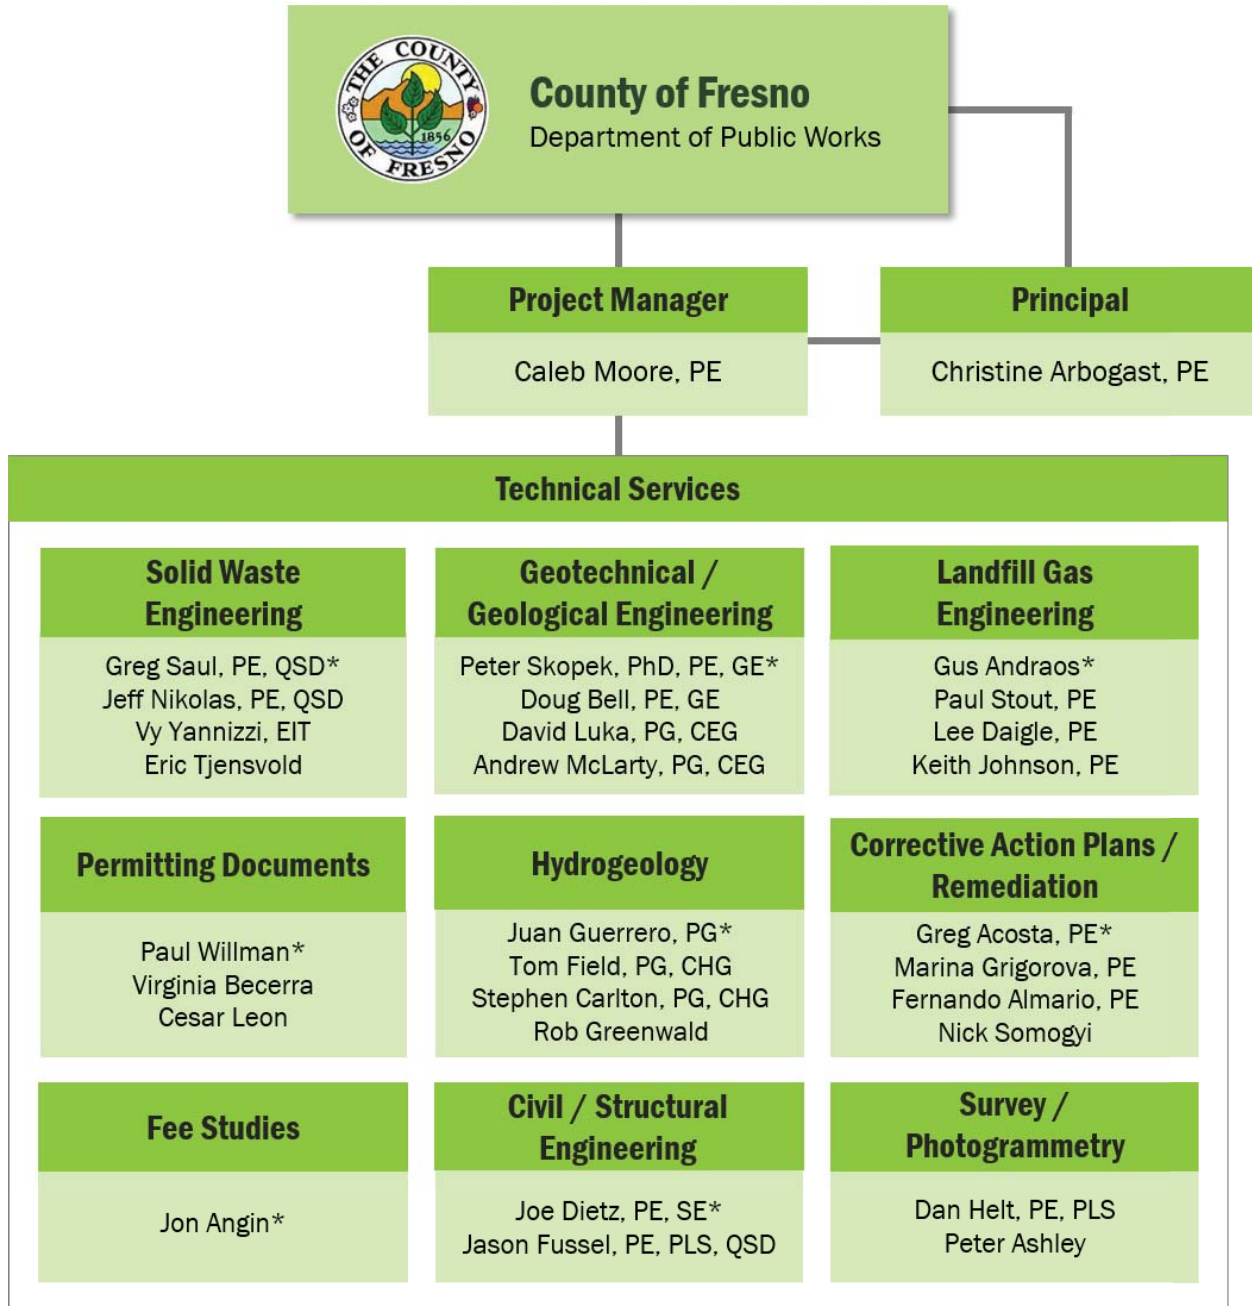 THE COUNTY OF FRESNO
1856
County of Fresno
Department of Public Works
Project Manager
Caleb Moore, PE
Principal
Christine Arbogast, PE
Technical Services
Solid Waste
Engineering
Greg Saul, PE, QSD*
Jeff Nikolas, PE, QSD
Vy Yannizzi, EIT
Eric Tjensvold
Geotechnical /
Geological Engineering
Peter Skopek, PhD, PE, GE*
Doug Bell, PE, GE
David Luka, PG, CEG
Andrew McLarty, PG, CEG
Landfill Gas
Engineering
Gus Andraos*
Paul Stout, PE
Lee Daigle, PE
Keith Johnson, PE
Permitting Documents
Paul Willman*
Virginia Becerra
Cesar Leon
Hydrogeology
Juan Guerrero, PG*
Tom Field, PG, CHG
Stephen Carlton, PG, CHG
Rob Greenwald
Corrective Action Plans /
Remediation
Greg Acosta, PE*
Marina Grigorova, PE
Fernando Almario, PE
Nick Somogyi
Fee Studies
Jon Angin*
Civil / Structural
Engineering
Joe Dietz, PE, SE*
Jason Fussel, PE, PLS, QSD
Survey /
Photogrammetry
Dan Helt, PE, PLS
Peter Ashley